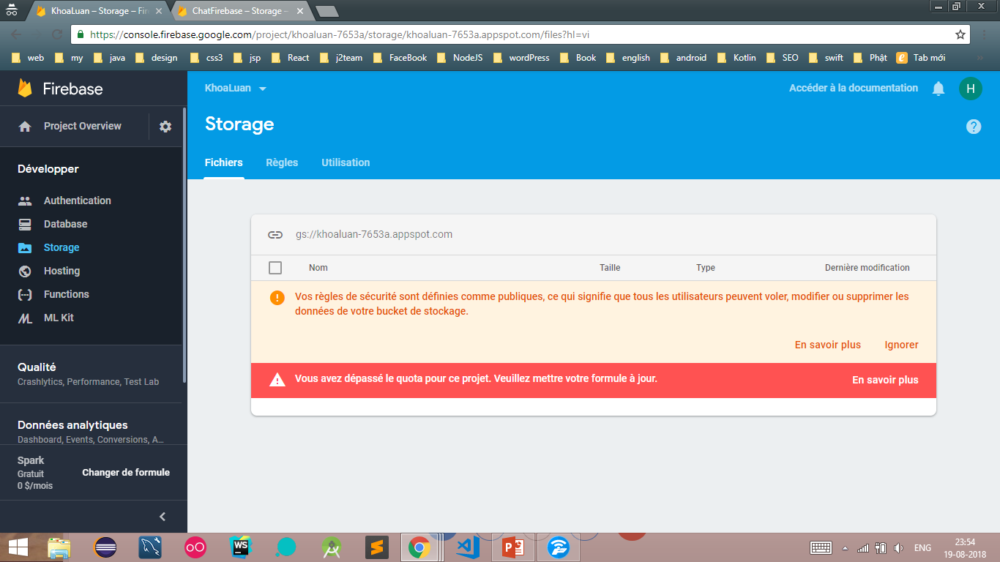 KhoaLuan – Storage – Fir
ChatFirebase – Storage –
https://console.firebase.google.com/project/khoaluan-7653a/storage/khoaluan-7653a.appspot.com/files?hl=vi
web my java design css3 jsp React j2team FaceBook NodeJS wordPress Book english android Kotlin SEO swift Phật Tab mới »
Firebase
KhoaLuan
Accéder à la documentation
H
Project Overview
Storage
?
Fichiers Règles Utilisation
Développer
Authentication
Database
Storage
Hosting
Functions
ML Kit
Qualité
Crashlytics, Performance, Test Lab
Données analytiques
Dashboard, Events, Conversions, A...
Spark
Gratuit
0 $/mois
Changer de formule
gs://khoaluan-7653a.appspot.com
Nom Taille Type Dernière modification
Vos règles de sécurité sont définies comme publiques, ce qui signifie que tous les utilisateurs peuvent voler, modifier ou supprimer les
données de votre bucket de stockage.
En savoir plus Ignorer
Vous avez dépassé le quota pour ce projet. Veuillez mettre votre formule à jour.
En savoir plus
WS
ENG
23:54
19-08-2018